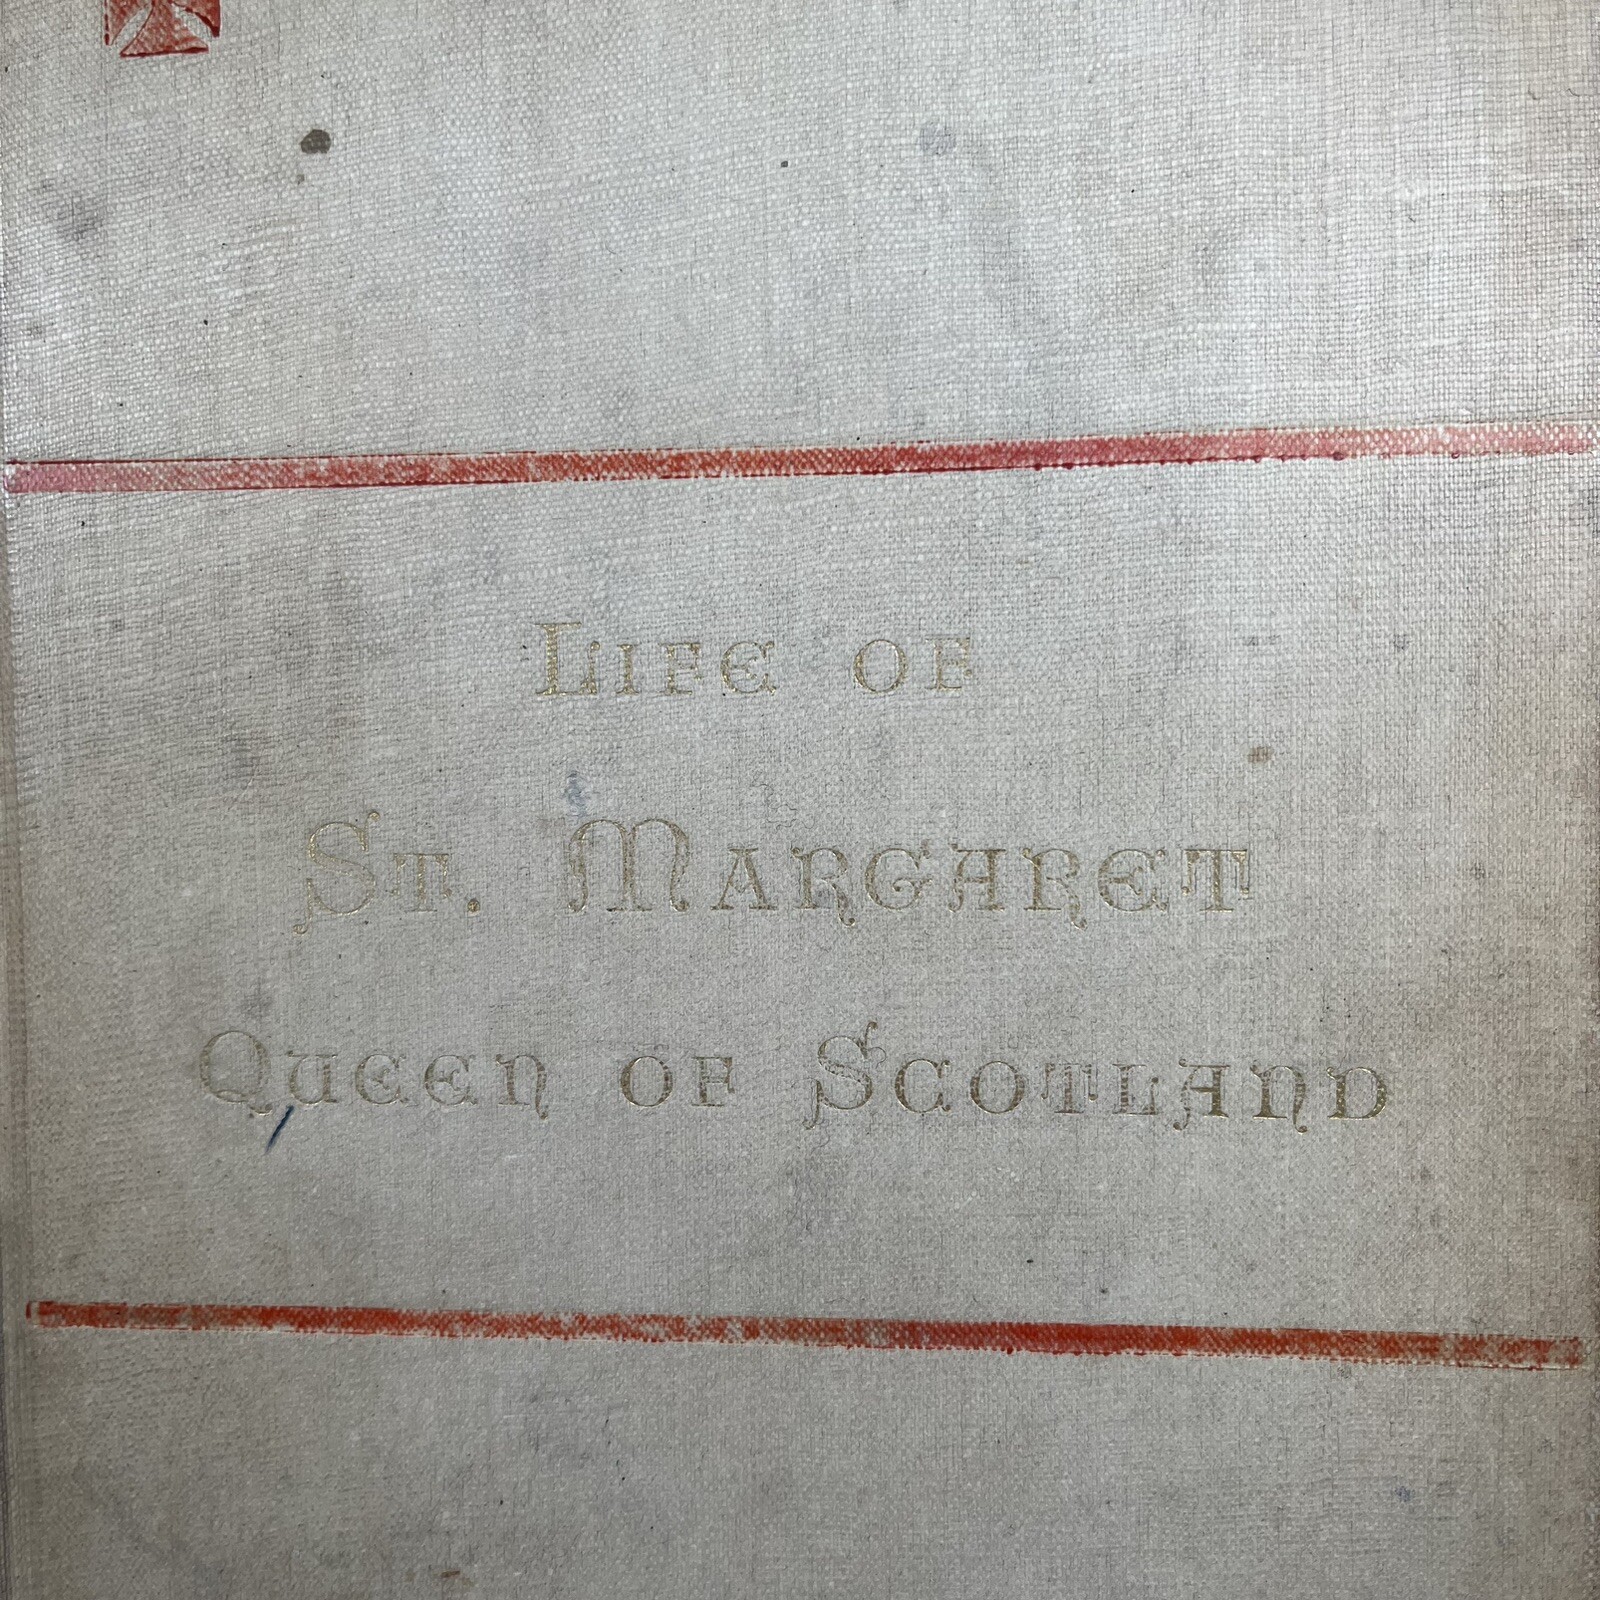 Life of
St. Margaret
Queen of Scotland